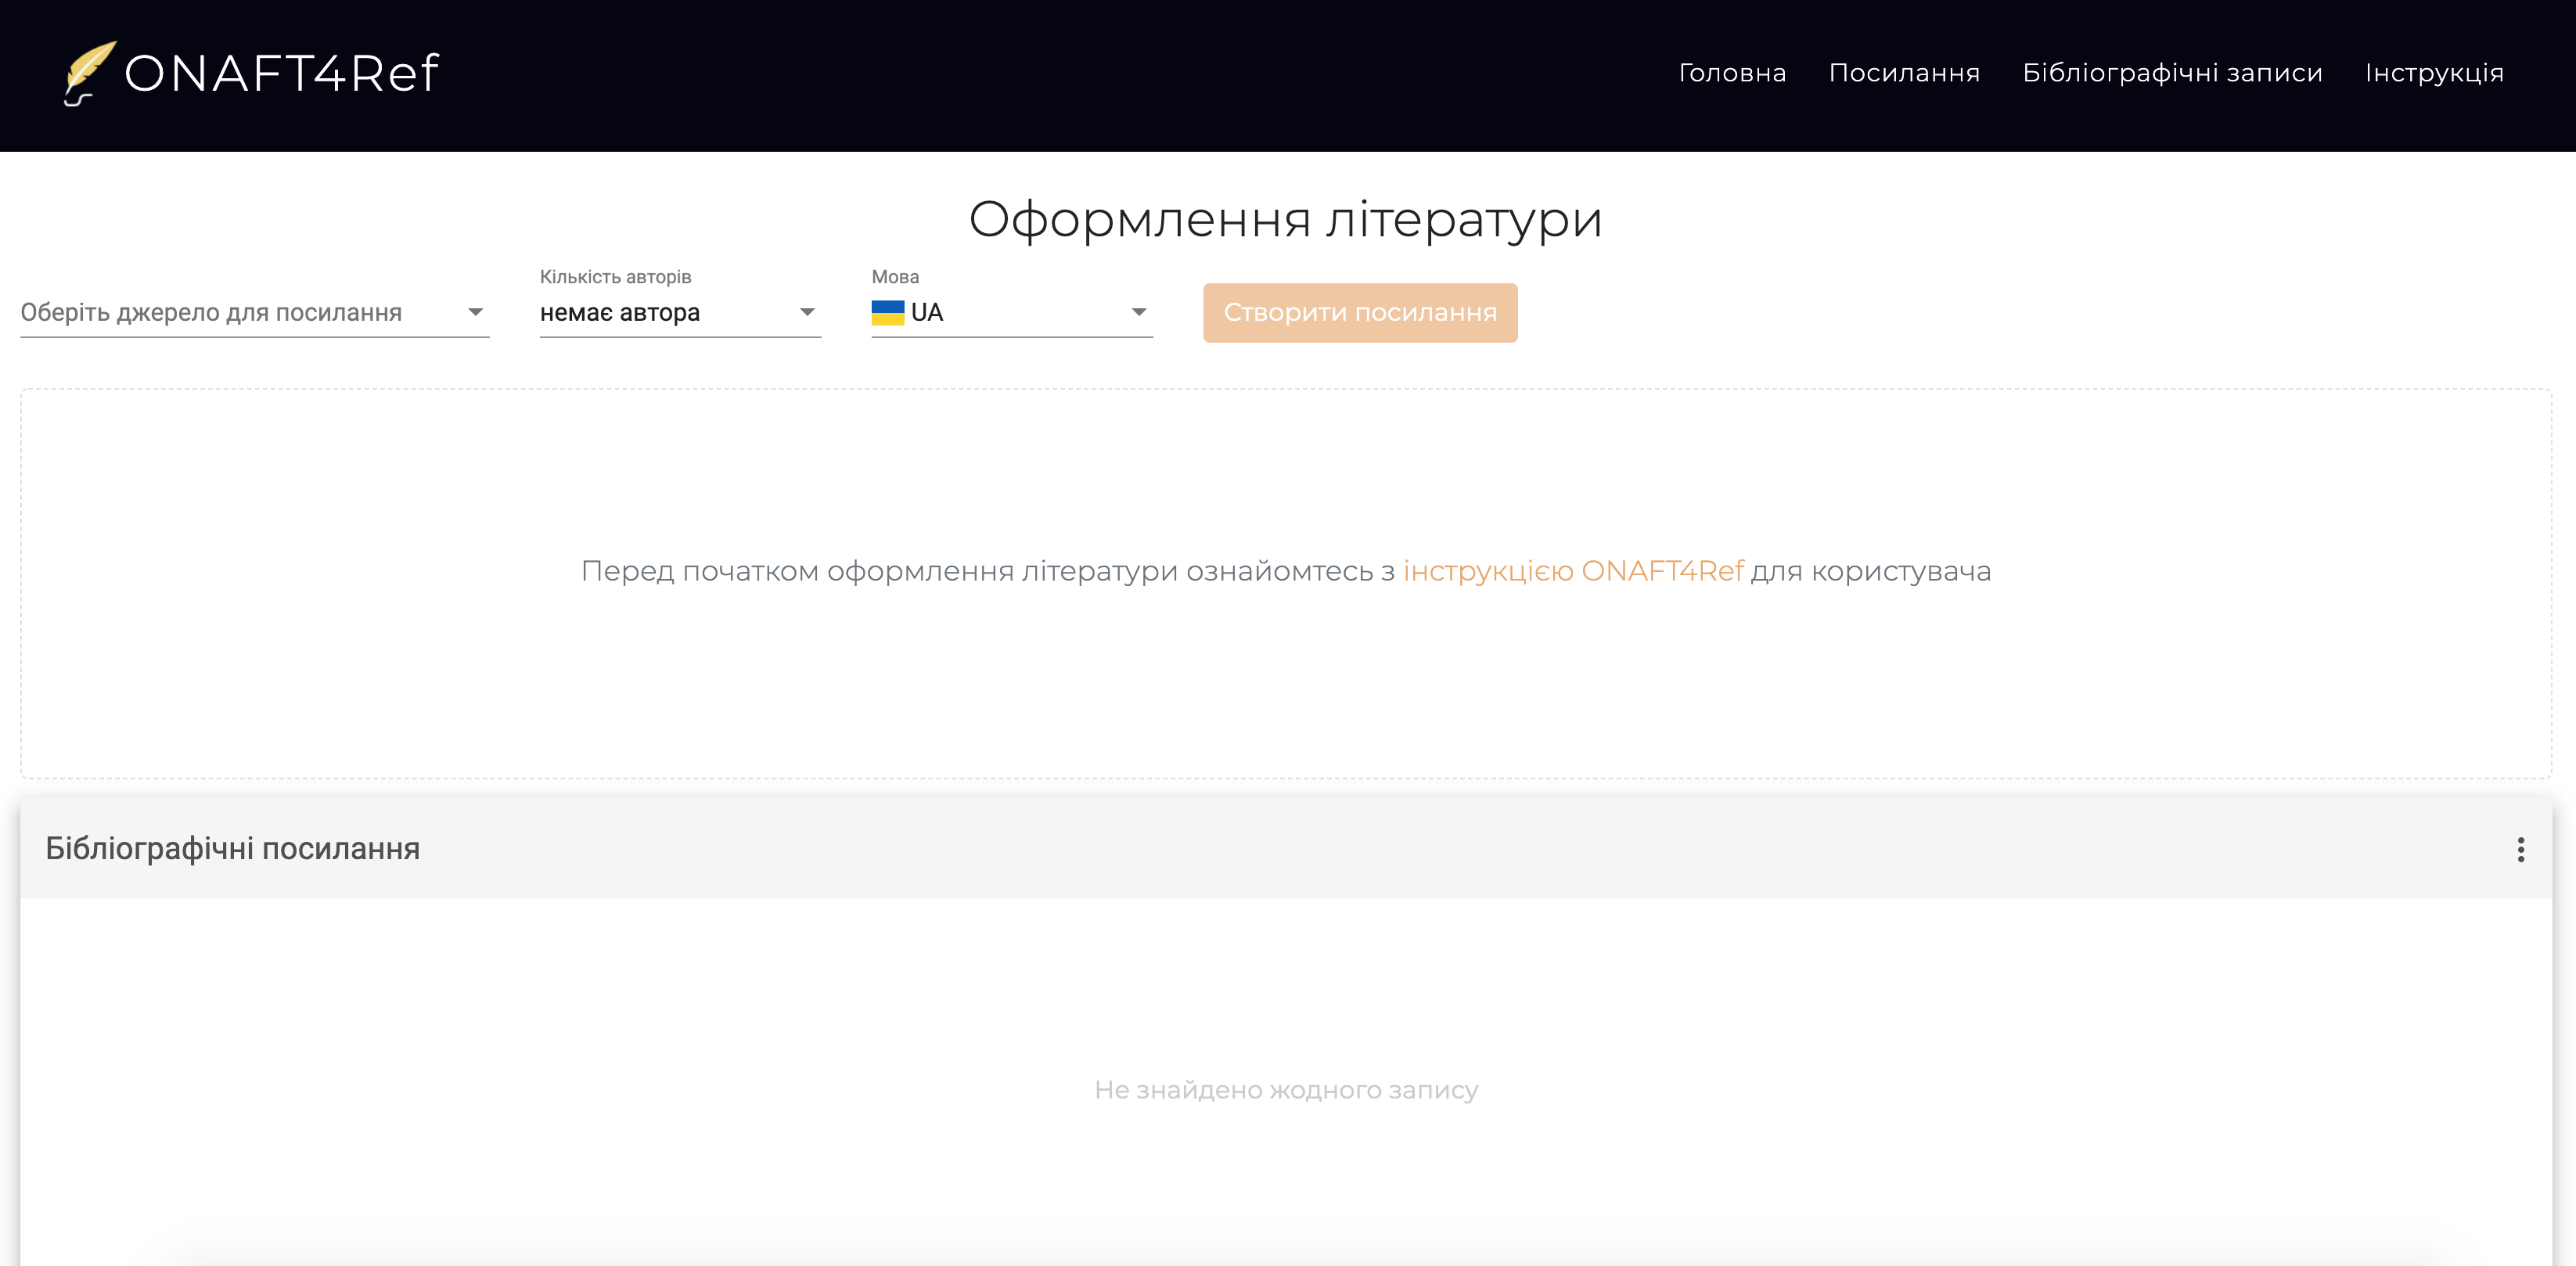 ONAFT4Ref
Головна Посилання Бібліографічні записи Інструкція
Оформлення літератури
Оберіть джерело для посилання
Кількість авторів
немає автора
Мова
UA
Створити посилання
Перед початком оформлення літератури ознайомтесь з інструкцією ONAFT4Ref для користувача
Бібліографічні посилання
Не знайдено жодного запису